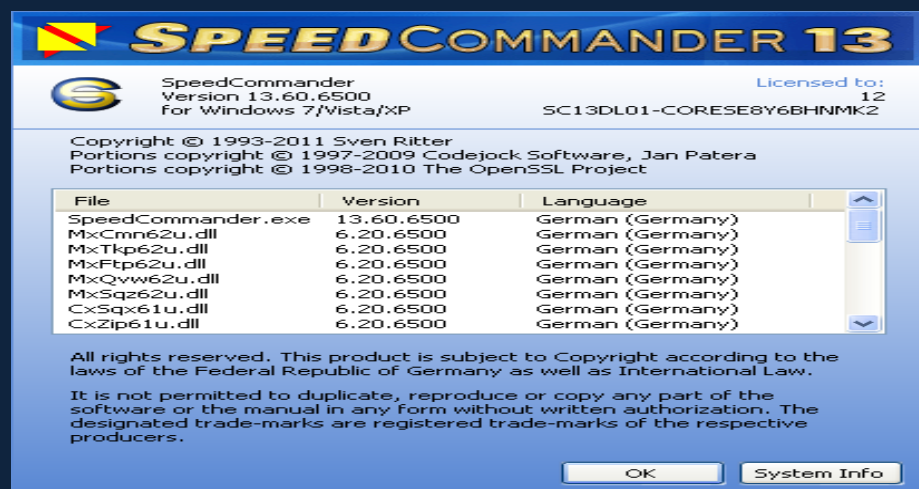 SPEEDCOMMANDER 13
SpeedCommander
Version 13.60.6500
for Windows 7/Vista/XP
Licensed to:
12
SC13DL01-CORESE8Y6BHNMK2
Copyright © 1993-2011 Sven Ritter
Portions copyright © 1997-2009 Codejock Software, Jan Patera
Portions copyright © 1998-2010 The OpenSSL Project
File Version Language
SpeedCommander.exe 13.60.6500 German (Germany)
MxCmn62u.dll 6.20.6500 German (Germany)
MxTkp62u.dll 6.20.6500 German (Germany)
MxFtp62u.dll 6.20.6500 German (Germany)
MxQvw62u.dll 6.20.6500 German (Germany)
MxSqz62u.dll 6.20.6500 German (Germany)
CxSqx61u.dll 6.20.6500 German (Germany)
CxZip61u.dll 6.20.6500 German (Germany)
All rights reserved. This product is subject to Copyright according to the
laws of the Federal Republic of Germany as well as International Law.
It is not permitted to duplicate, reproduce or copy any part of the
software or the manual in any form without written authorization. The
designated trade-marks are registered trade-marks of the respective
producers.
OK System Info